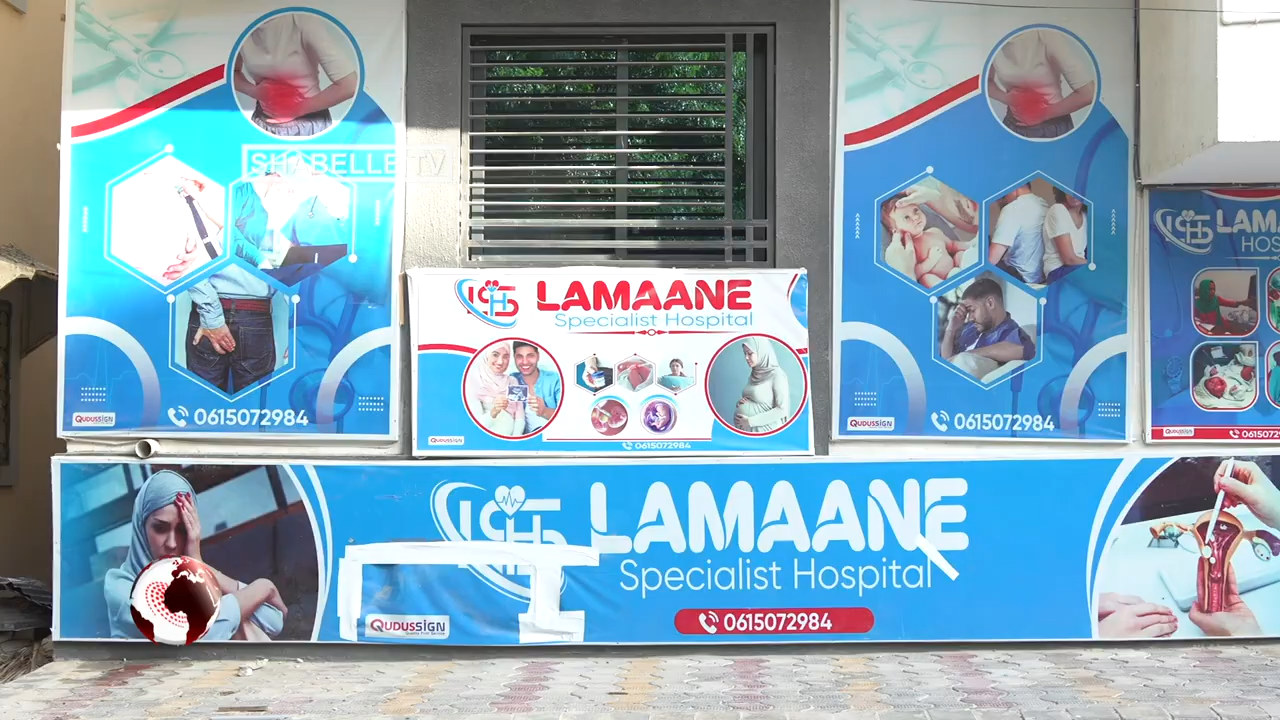 SHABELLE TV
QUDUSSIGN
0615072984
LAMAANE
Specialist Hospital
QUDUSSIGN
0615072984
QUDUSSIGN
0615072984
LAMA
HOS
QUDUSSIGN
061507
LAMAANE
Specialist Hospital
QUDUSSIGN
0615072984